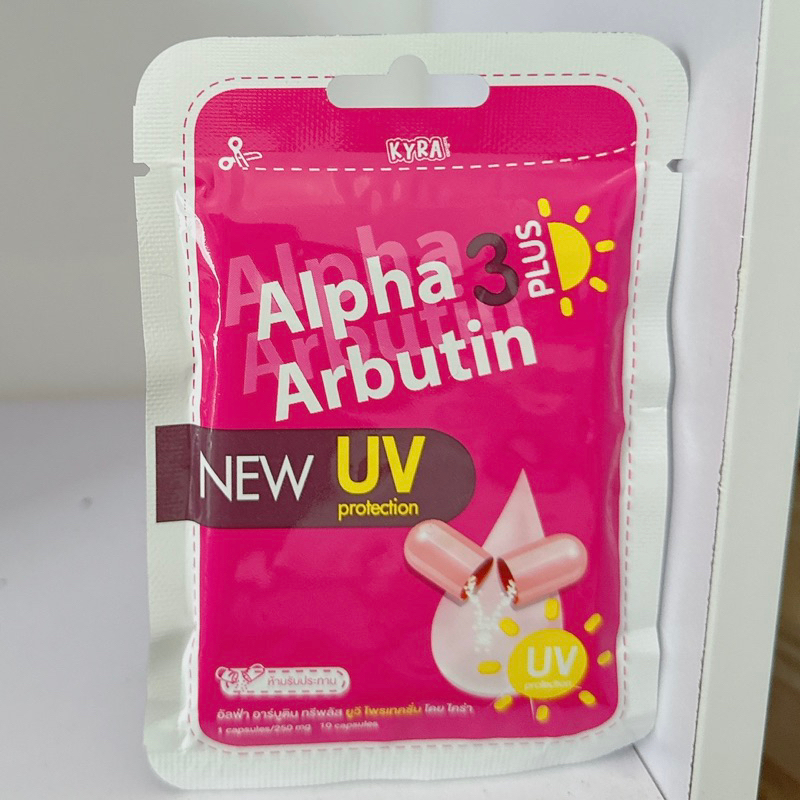 KYRA
Alpha
Arbutin
Alpha 3 PLUS
Arbutin
NEW UV
protection
UV
protection
ห้ามรับประทาน
อัลฟ่า อาร์บูติน ทรีพลัส ยูวี โพรเทคชั่น โดย ไคร่า
1 capsules/250 mg 10 capsules